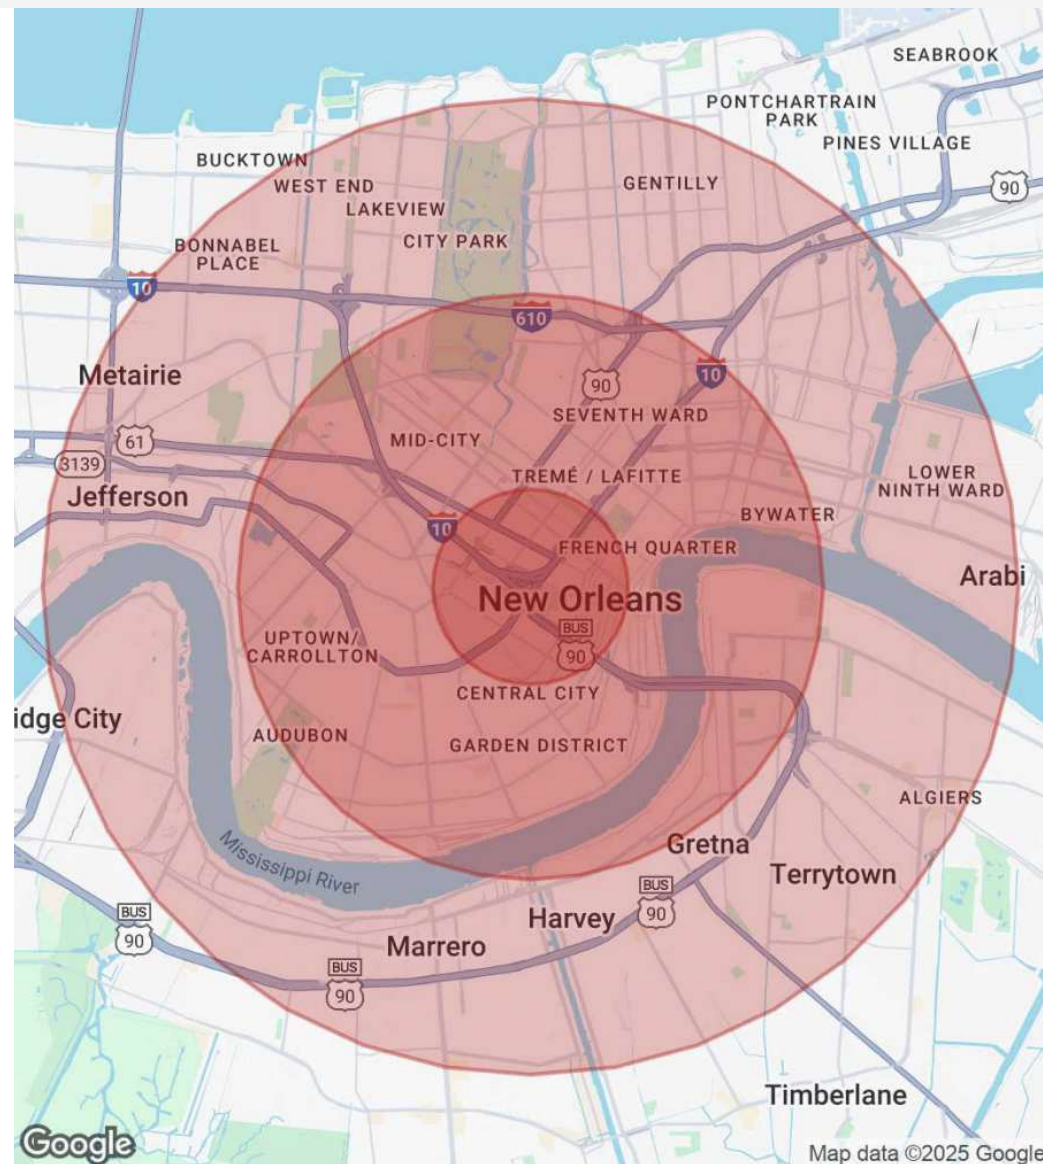 SEABROOK
PONTCHARTRAIN
PARK
PINES VILLAGE
BUCKTOWN
WEST END
GENTILLY
90
LAKEVIEW
CITY PARK
BONNABEL
PLACE
10
610
Metairie
90
10
SEVENTH WARD
61
MID-CITY
3139
TREMÉ / LAFITTE
LOWER
NINTH WARD
Jefferson
BYWATER
10
FRENCH QUARTER
Arabi
New Orleans
BUS
90
UPTOWN/
CARROLLTON
CENTRAL CITY
idge City
AUDUBON
GARDEN DISTRICT
ALGIERS
Mississippi River
Gretna
Terrytown
BUS
90
Harvey
BUS
90
Marrero
BUS
90
Timberlane
Google
Map data ©2025 Google